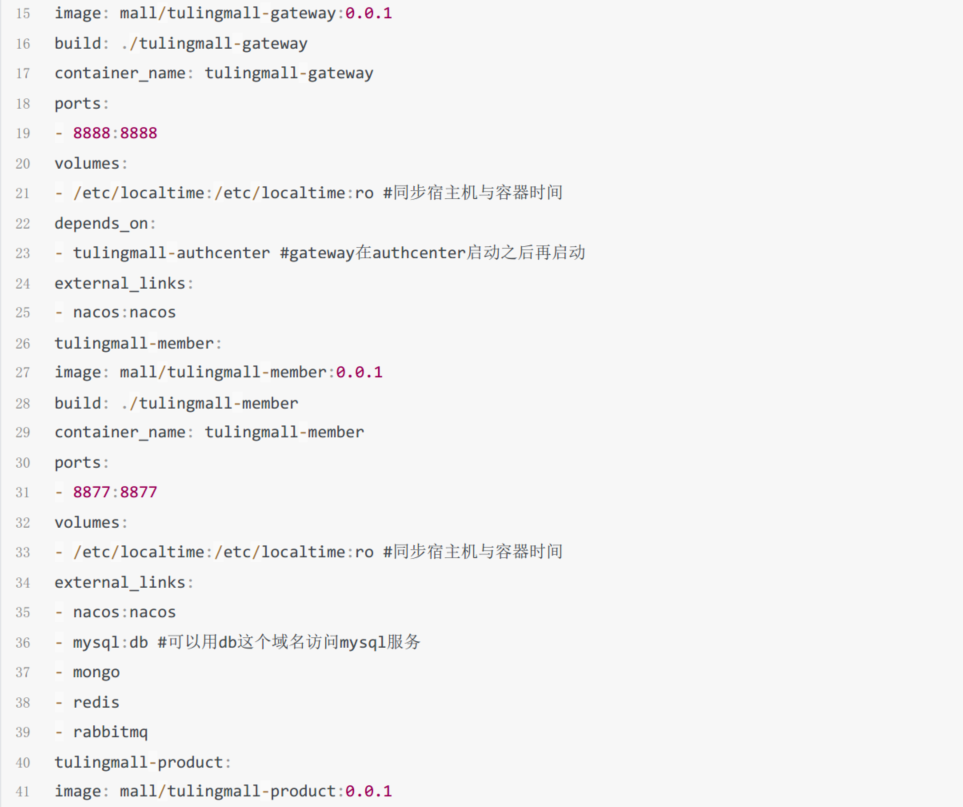 15 image: mall/tulingmall-gateway:0.0.1
16 build: ./tulingmall-gateway
17 container_name: tulingmall-gateway
18 ports:
19 - 8888:8888
20 volumes:
21 - /etc/localtime:/etc/localtime:ro #同步宿主机与容器时间
22 depends_on:
23 - tulingmall-authcenter #gateway在authcenter启动之后再启动
24 external_links:
25 - nacos:nacos
26 tulingmall-member:
27 image: mall/tulingmall-member:0.0.1
28 build: ./tulingmall-member
29 container_name: tulingmall-member
30 ports:
31 - 8877:8877
32 volumes:
33 - /etc/localtime:/etc/localtime:ro #同步宿主机与容器时间
34 external_links:
35 - nacos:nacos
36 - mysql:db #可以用db这个域名访问mysql服务
37 - mongo
38 - redis
39 - rabbitmq
40 tulingmall-product:
41 image: mall/tulingmall-product:0.0.1